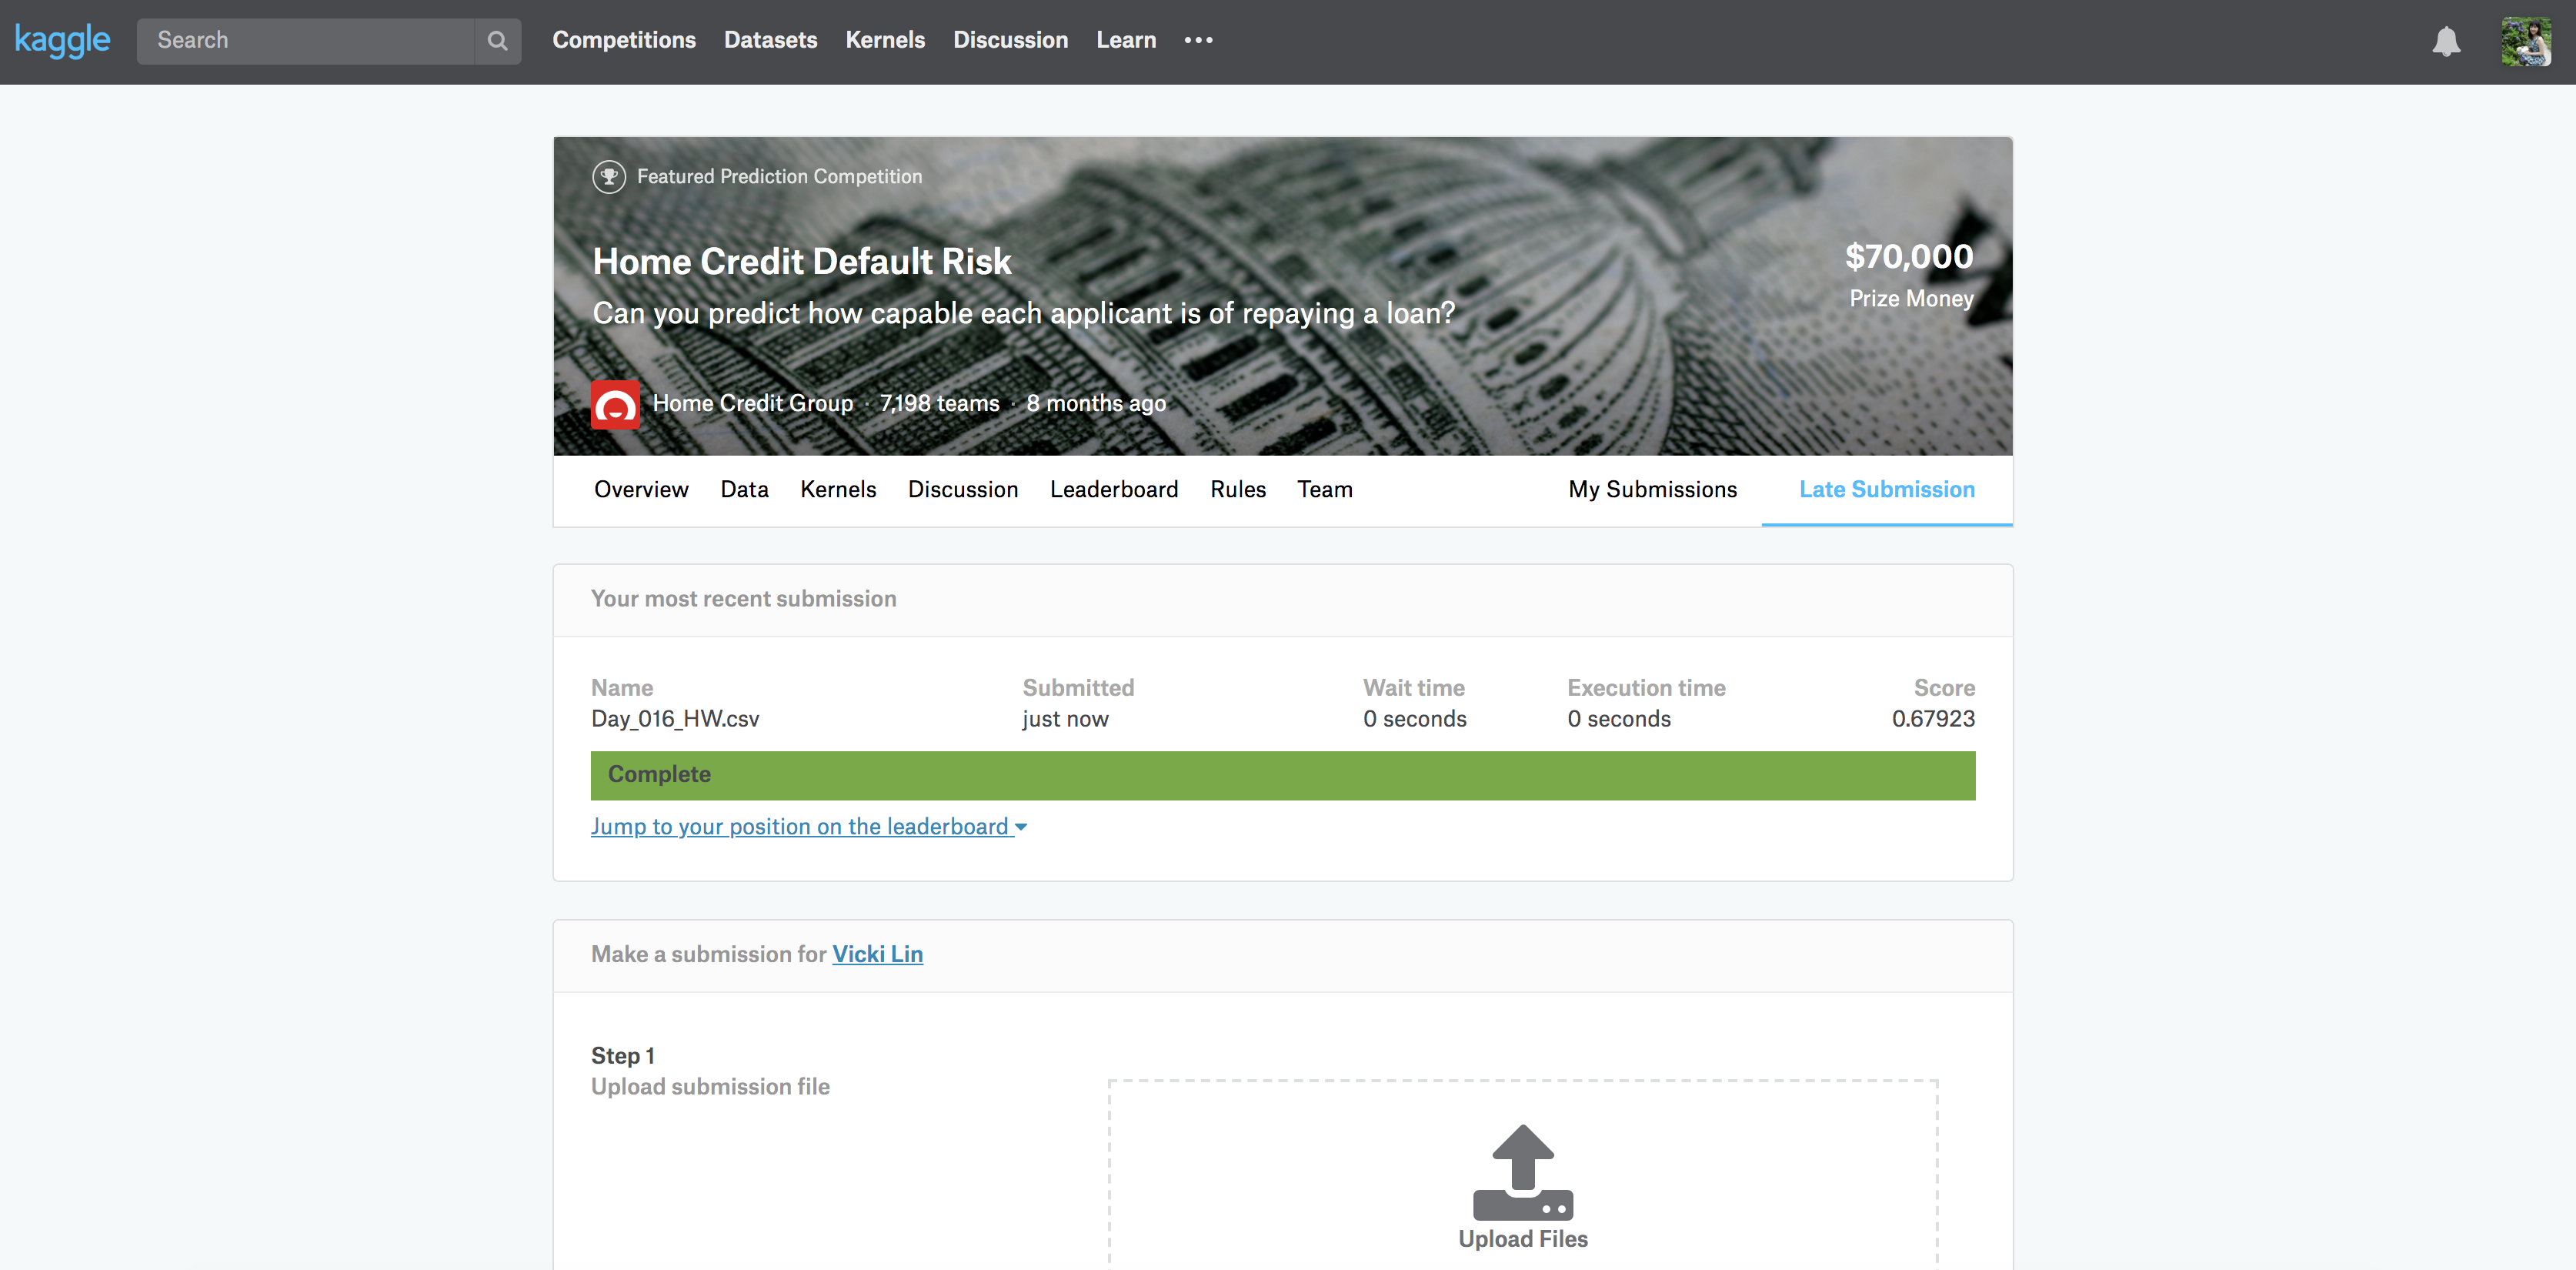 kaggle
Search
Competitions Datasets Kernels Discussion Learn
Featured Prediction Competition
Home Credit Default Risk
Can you predict how capable each applicant is of repaying a loan?
$70,000
Prize Money
Home Credit Group · 7,198 teams · 8 months ago
Overview Data Kernels Discussion Leaderboard Rules Team My Submissions Late Submission
Your most recent submission
Name Submitted Wait time Execution time Score
Day_016_HW.csv just now 0 seconds 0 seconds 0.67923
Complete
Jump to your position on the leaderboard
Make a submission for Vicki Lin
Step 1
Upload submission file
Upload Files